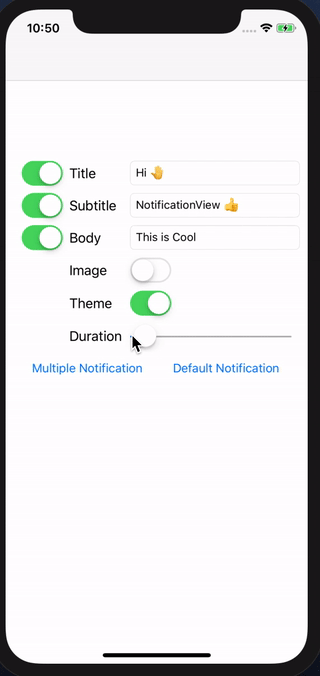 10:50
Title Hi 🤚
Subtitle NotificationView 👍
Body This is Cool
Image
Theme
Duration
Multiple Notification Default Notification